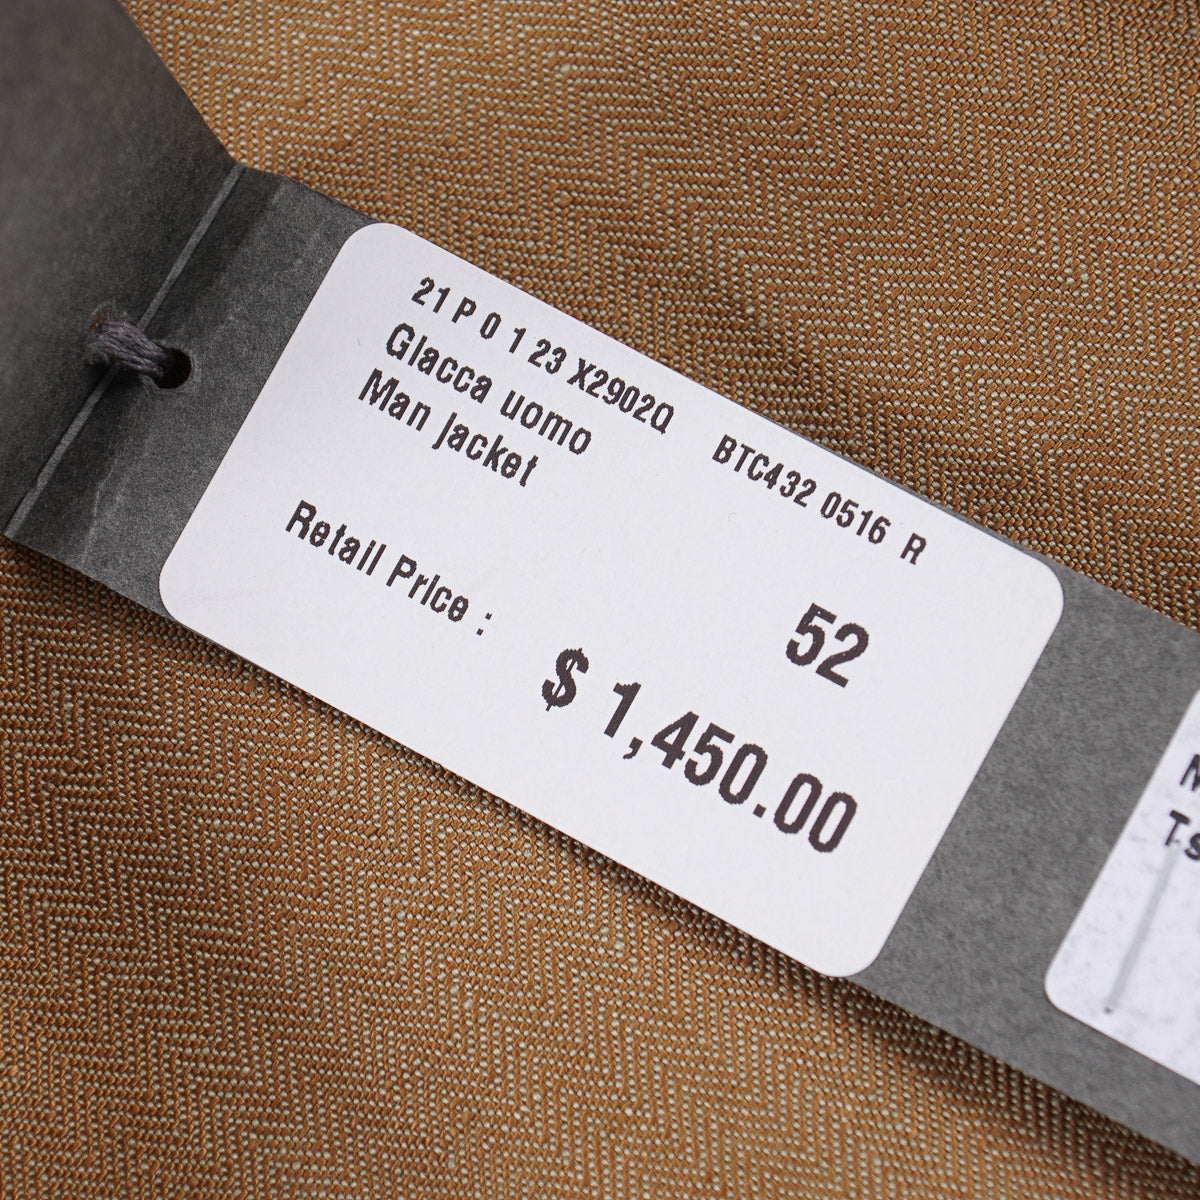 21 P 0 1 23 X2902Q BTC432 0516 R
Giacca uomo
Man jacket
52
Retail Price :
$ 1,450.00